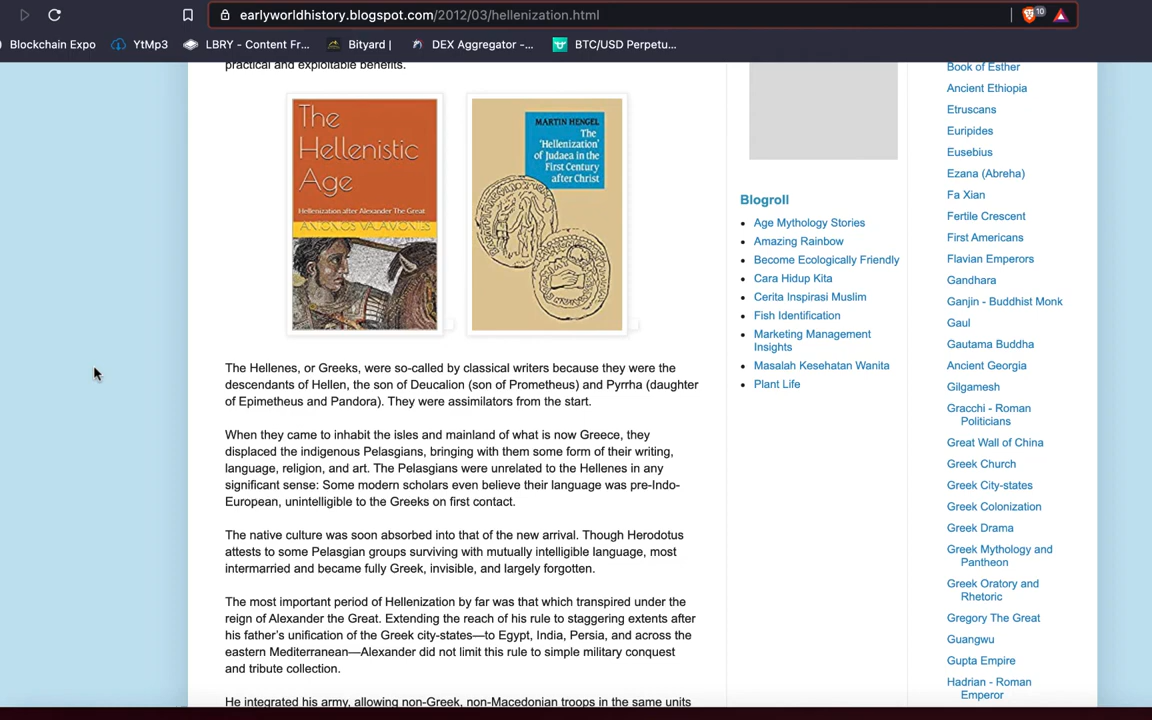 earlyworldhistory.blogspot.com/2012/03/hellenization.html
10
Blockchain Expo
YtMp3
LBRY - Content Fr...
Bityard |
DEX Aggregator -...
BTC/USD Perpetu...
practical and exploitable benefits.
The
Hellenistic
Age
Hellenization after Alexander The Great
MARTIN HENGEL
The
'Hellenization'
of Judaea in the
First Century
after Christ
The Hellenes, or Greeks, were so-called by classical writers because they were the
descendants of Hellen, the son of Deucalion (son of Prometheus) and Pyrrha (daughter
of Epimetheus and Pandora). They were assimilators from the start.
When they came to inhabit the isles and mainland of what is now Greece, they
displaced the indigenous Pelasgians, bringing with them some form of their writing,
language, religion, and art. The Pelasgians were unrelated to the Hellenes in any
significant sense: Some modern scholars even believe their language was pre-Indo-
European, unintelligible to the Greeks on first contact.
The native culture was soon absorbed into that of the new arrival. Though Herodotus
attests to some Pelasgian groups surviving with mutually intelligible language, most
intermarried and became fully Greek, invisible, and largely forgotten.
The most important period of Hellenization by far was that which transpired under the
reign of Alexander the Great. Extending the reach of his rule to staggering extents after
his father's unification of the Greek city-states—to Egypt, India, Persia, and across the
eastern Mediterranean—Alexander did not limit this rule to simple military conquest
and tribute collection.
He integrated his army, allowing non-Greek, non-Macedonian troops in the same units
Blogroll
Age Mythology Stories
Amazing Rainbow
Become Ecologically Friendly
Cara Hidup Kita
Cerita Inspirasi Muslim
Fish Identification
Marketing Management
Insights
Masalah Kesehatan Wanita
Plant Life
Book of Esther
Ancient Ethiopia
Etruscans
Euripides
Eusebius
Ezana (Abreha)
Fa Xian
Fertile Crescent
First Americans
Flavian Emperors
Gandhara
Ganjin - Buddhist Monk
Gaul
Gautama Buddha
Ancient Georgia
Gilgamesh
Gracchi - Roman
Politicians
Great Wall of China
Greek Church
Greek City-states
Greek Colonization
Greek Drama
Greek Mythology and
Pantheon
Greek Oratory and
Rhetoric
Gregory The Great
Guangwu
Gupta Empire
Hadrian - Roman
Emperor